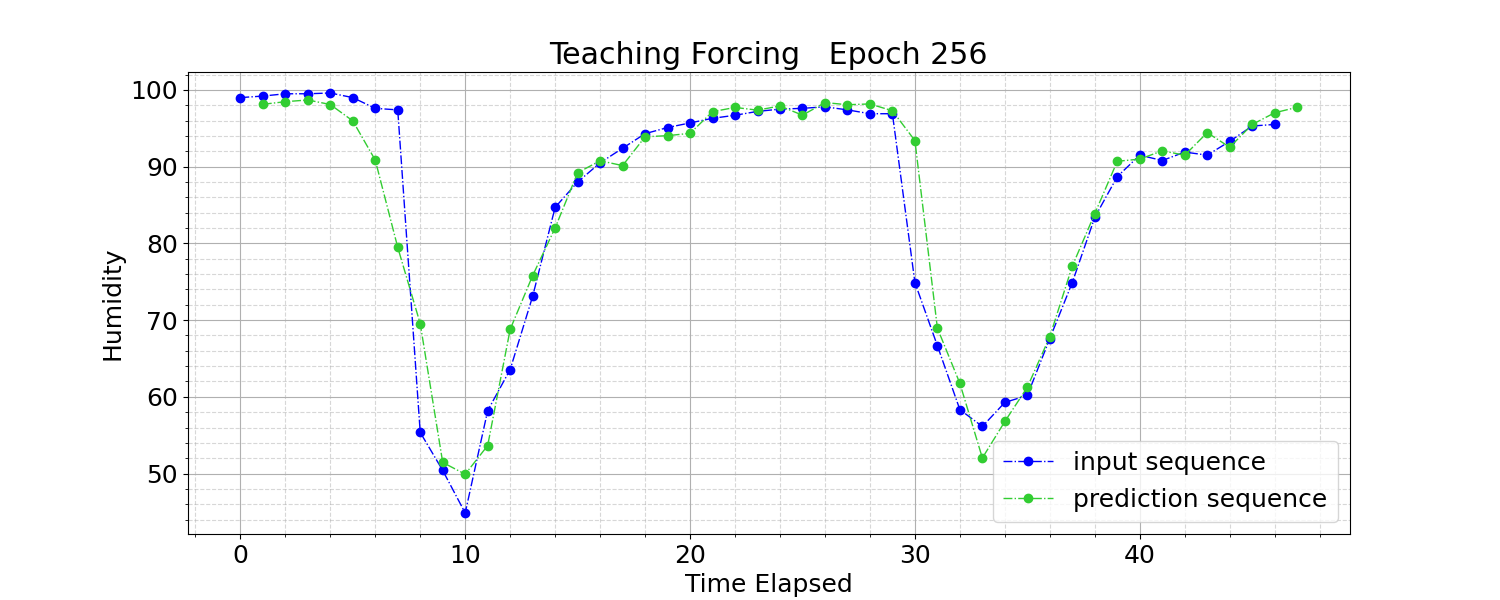 Teaching Forcing   Epoch 256
100
90
80
70
60
50
Humidity
input sequence
prediction sequence
0 10 20 30 40
Time Elapsed